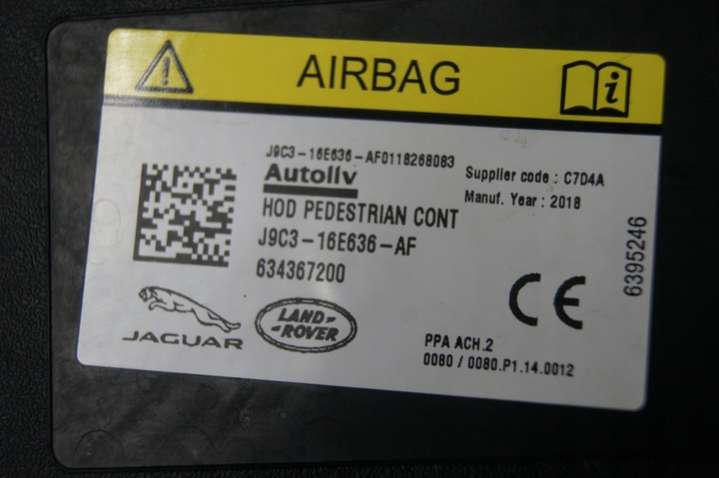 AIRBAG
J9C3-16E636-AF0118268083
Autoliv
Supplier code : C7D4A
Manuf. Year : 2018
HOD PEDESTRIAN CONT
J9C3-16E636-AF
634367200
6395246
JAGUAR
LAND-
-ROVER
CE
PPA ACH.2
0080 / 0080.P1.14.0012